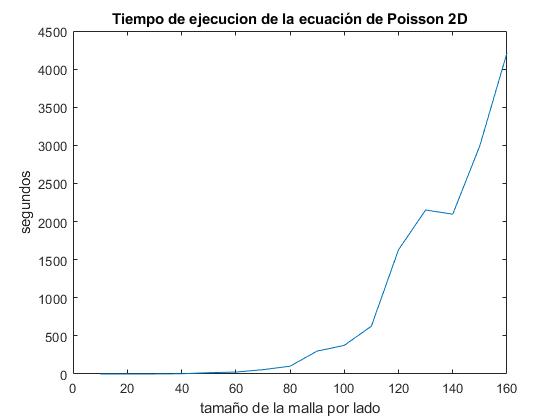 Tiempo de ejecucion de la ecuación de Poisson 2D
4500
4000
3500
3000
2500
2000
1500
1000
500
0
segundos
0 20 40 60 80 100 120 140 160
tamaño de la malla por lado